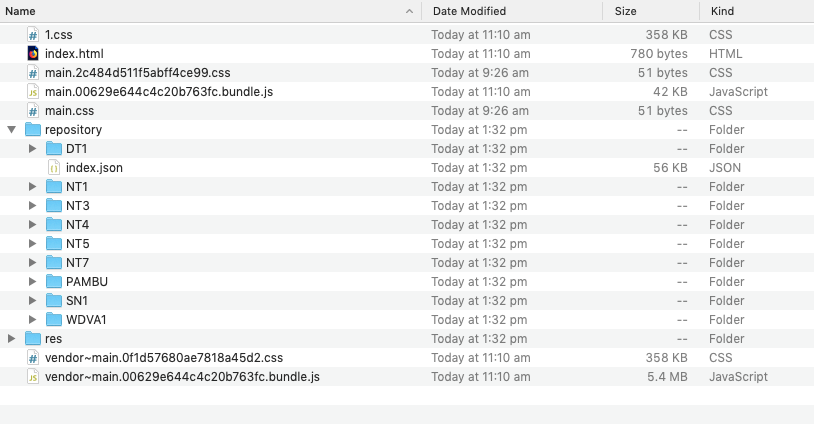 Name Date Modified Size Kind
1.css Today at 11:10 am 358 KB CSS
index.html Today at 11:10 am 780 bytes HTML
main.2c484d511f5abff4ce99.css Today at 9:26 am 51 bytes CSS
main.00629e644c4c20b763fc.bundle.js Today at 11:10 am 42 KB JavaScript
main.css Today at 9:26 am 51 bytes CSS
repository Today at 1:32 pm -- Folder
DT1 Today at 1:32 pm -- Folder
index.json Today at 1:32 pm 56 KB JSON
NT1 Today at 1:32 pm -- Folder
NT3 Today at 1:32 pm -- Folder
NT4 Today at 1:32 pm -- Folder
NT5 Today at 1:32 pm -- Folder
NT7 Today at 1:32 pm -- Folder
PAMBU Today at 1:32 pm -- Folder
SN1 Today at 1:32 pm -- Folder
WDVA1 Today at 1:32 pm -- Folder
res Today at 1:32 pm -- Folder
vendor~main.0f1d57680ae7818a45d2.css Today at 11:10 am 358 KB CSS
vendor~main.00629e644c4c20b763fc.bundle.js Today at 11:10 am 5.4 MB JavaScript